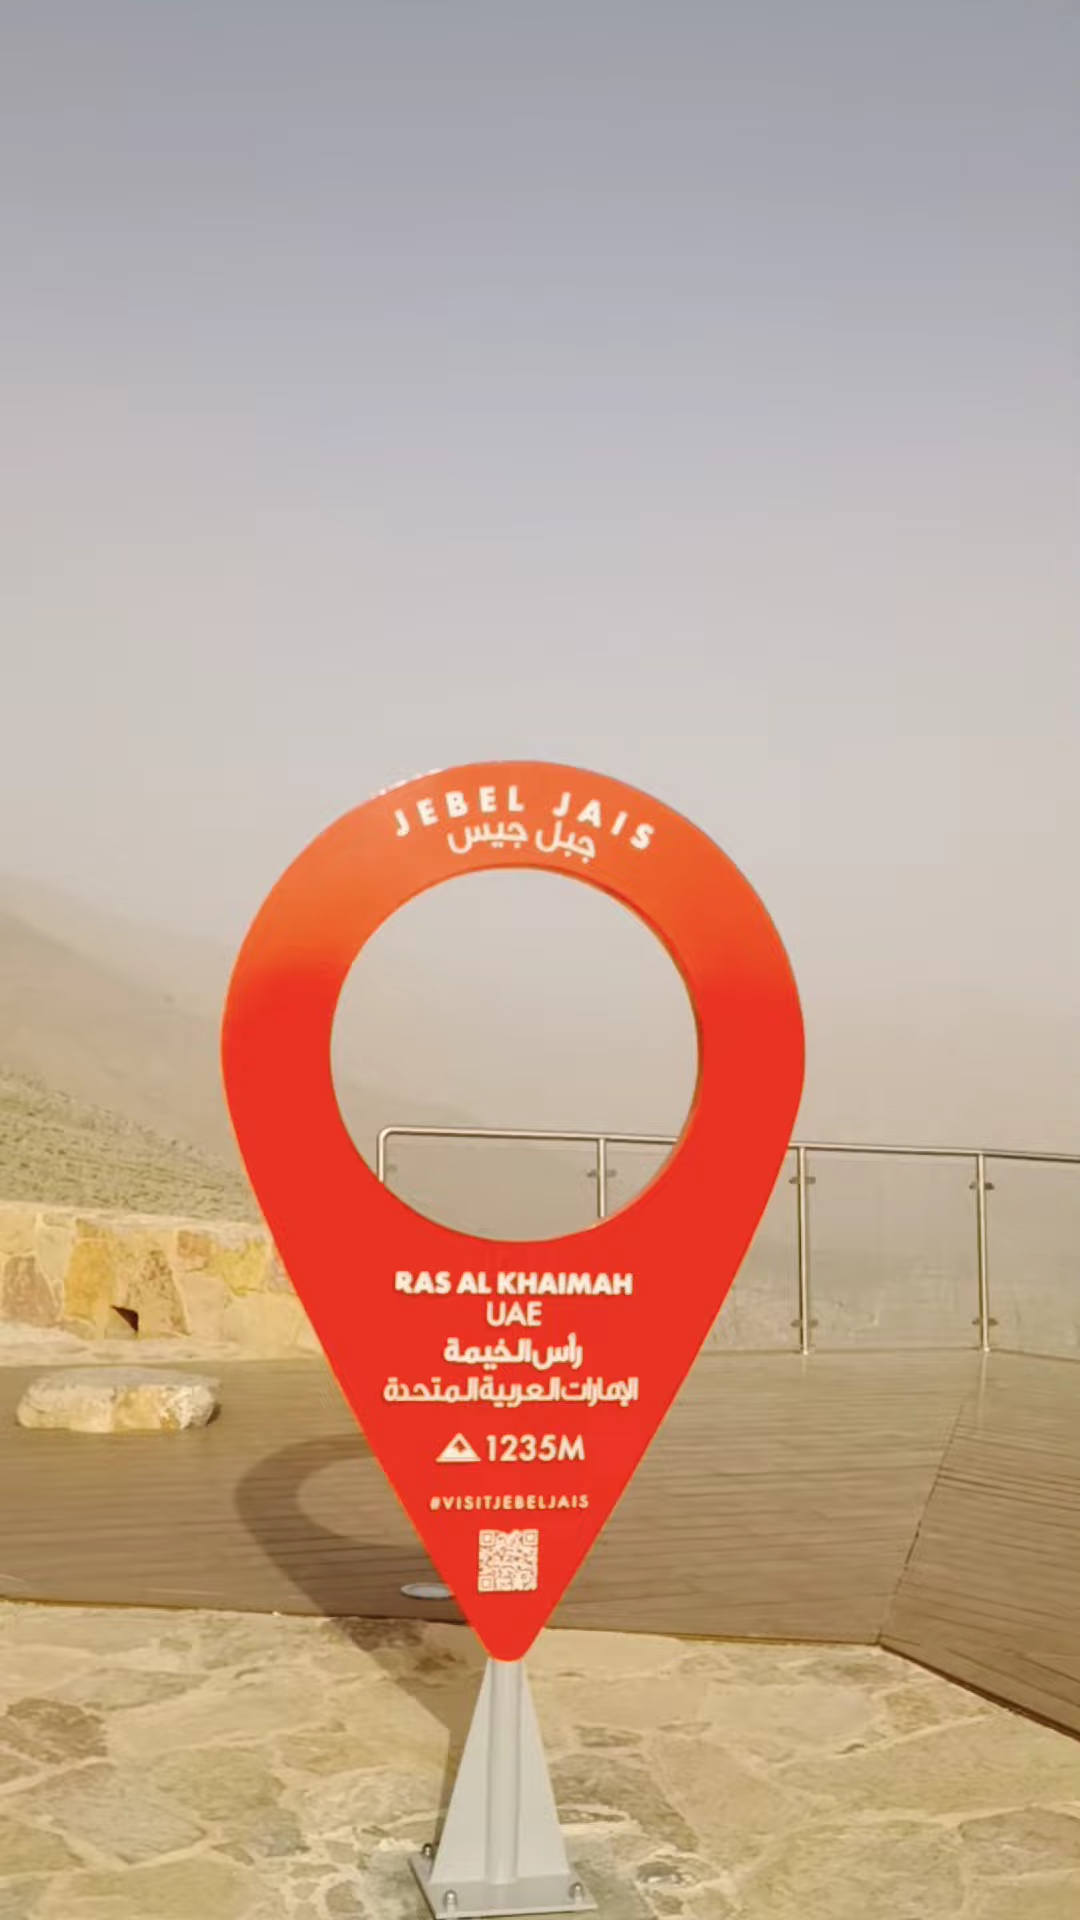 JEBEL JAIS
جبل جيس
RAS AL KHAIMAH
UAE
رأس الخيمة
الإمارات العربية المتحدة
1235M
#VISITJEBELJAIS